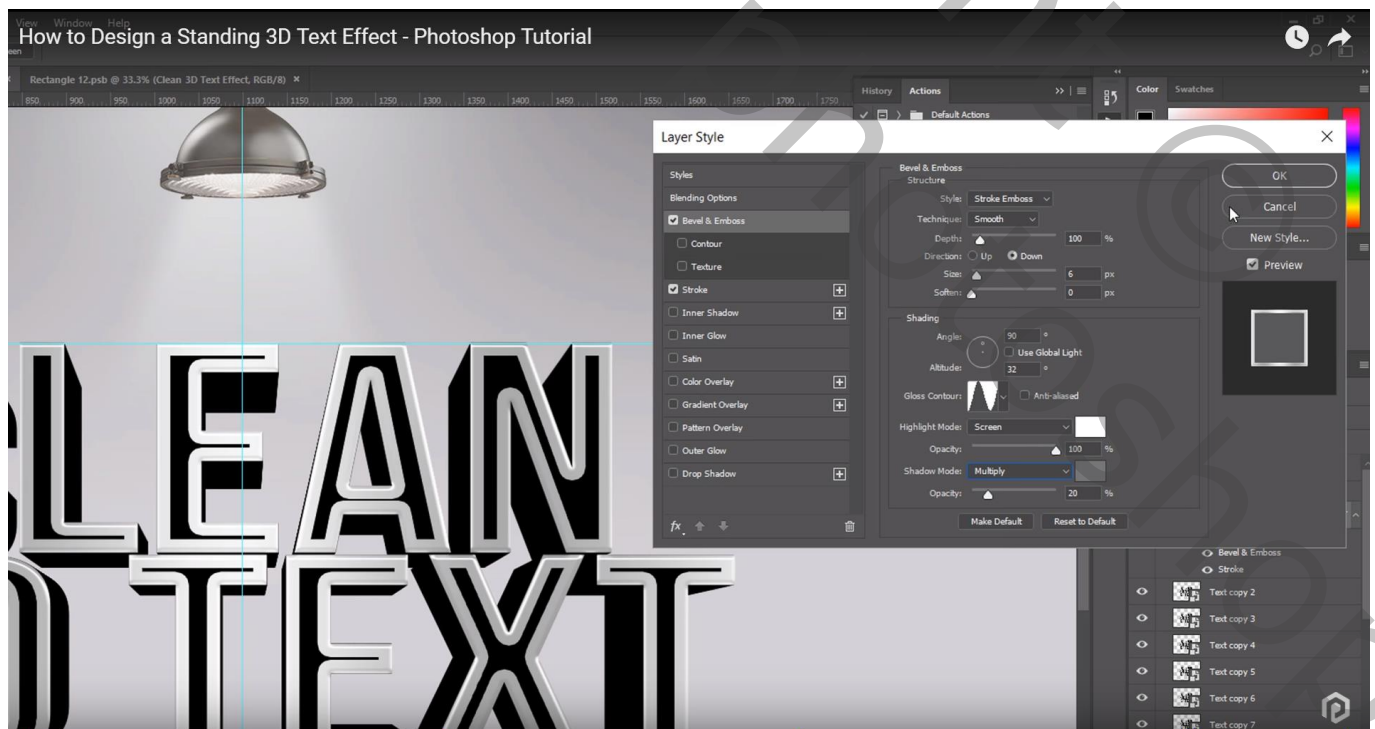 View Window Help
How to Design a Standing 3D Text Effect - Photoshop Tutorial
een
Rectangle 12.psb @ 33.3% (Clean 3D Text Effect, RGB/8) ×
850 900 950 1000 1050 1100 1150 1200 1250 1300 1350 1400 1450 1500 1550 1600 1650 1700 1750
History Actions
Color Swatches
Default Actions
Layer Style
Styles
Blending Options
Bevel & Emboss
Contour
Texture
Stroke
Inner Shadow
Inner Glow
Satin
Color Overlay
Gradient Overlay
Pattern Overlay
Outer Glow
Drop Shadow
fx
Bevel & Emboss
Structure
Style: Stroke Emboss
Technique: Smooth
Depth: 100 %
Direction: Up Down
Size: 6 px
Soften: 0 px
Shading
Angle: 90 °
Use Global Light
Altitude: 32 °
Gloss Contour: Anti-aliased
Highlight Mode: Screen
Opacity: 100 %
Shadow Mode: Multiply
Opacity: 20 %
Make Default Reset to Default
OK
Cancel
New Style...
Preview
LEAN
TEXT
Bevel & Emboss
Stroke
Text copy 2
Text copy 3
Text copy 4
Text copy 5
Text copy 6
Text copy 7